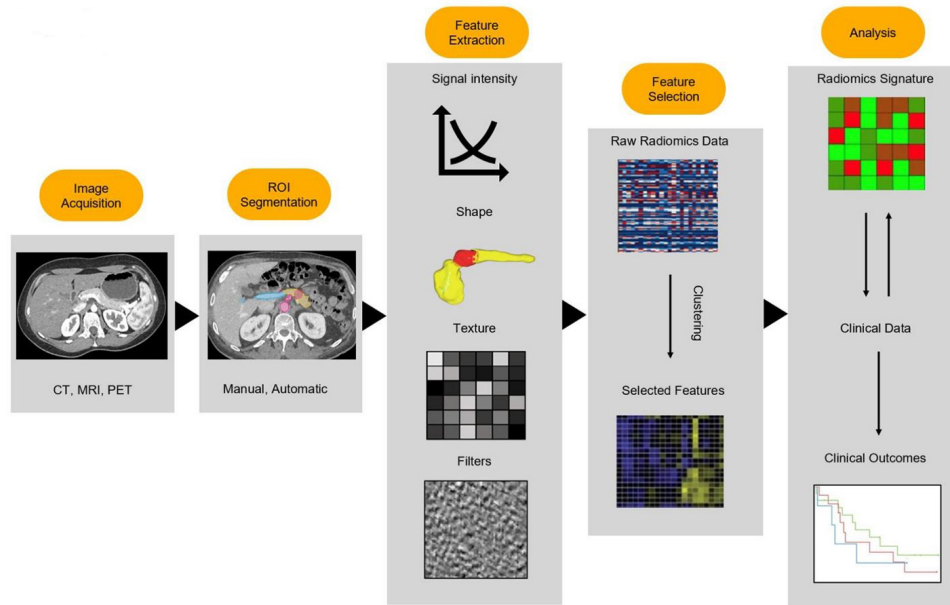 Image
Acquisition
CT, MRI, PET
ROI
Segmentation
Manual, Automatic
Feature
Extraction
Signal intensity
Shape
Texture
Filters
Feature
Selection
Raw Radiomics Data
Clustering
Selected Features
Analysis
Radiomics Signature
Clinical Data
Clinical Outcomes